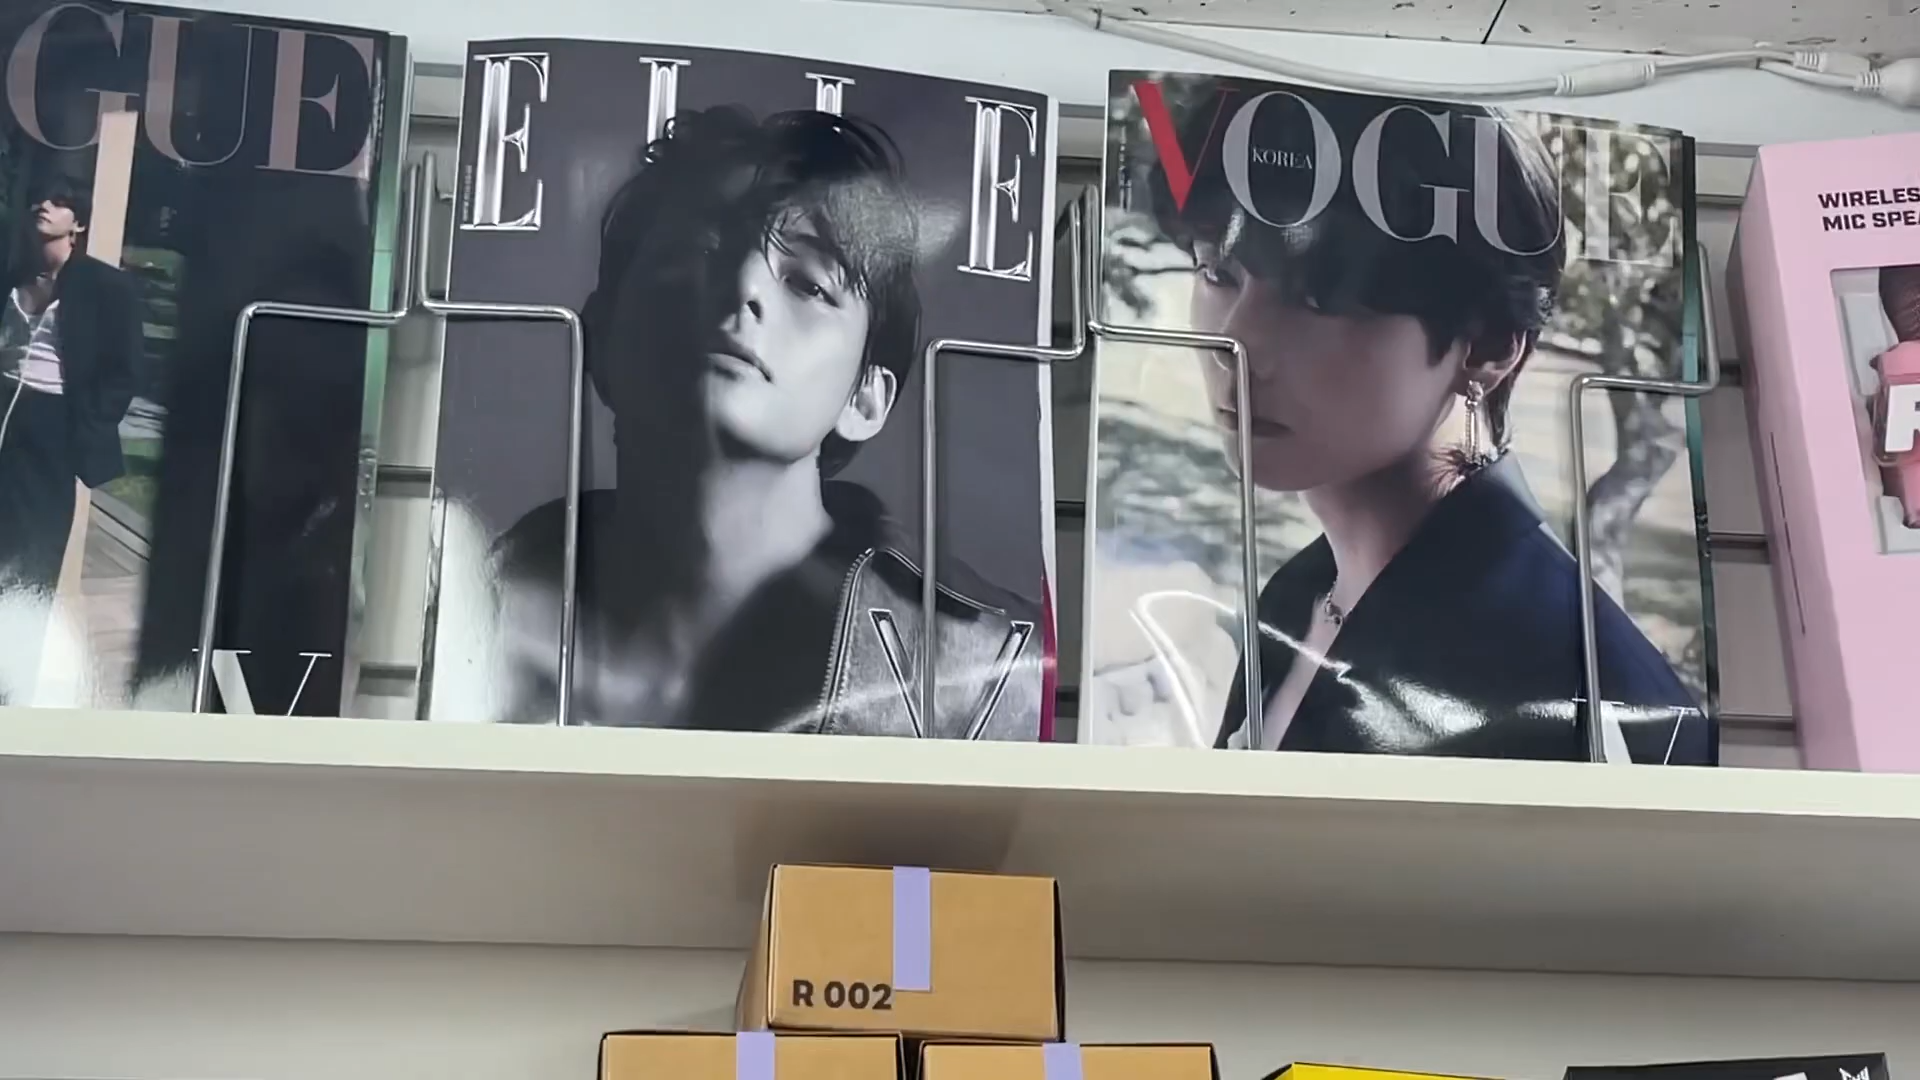 GUE
V
ELLE
V
VOGUE
KOREA
V
WIRELES
MIC SPEA
R 002